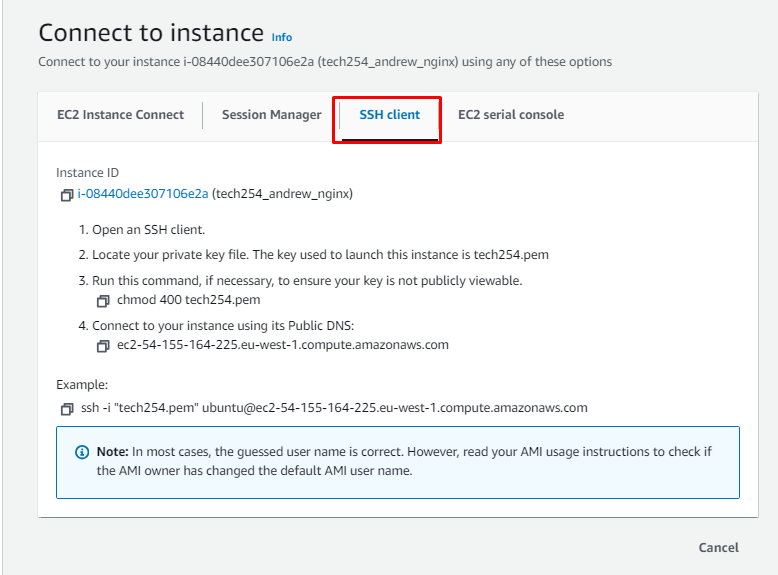 Connect to instance Info
Connect to your instance i-08440dee307106e2a (tech254_andrew_nginx) using any of these options
EC2 Instance Connect
Session Manager
SSH client
EC2 serial console
Instance ID
i-08440dee307106e2a (tech254_andrew_nginx)
1. Open an SSH client.
2. Locate your private key file. The key used to launch this instance is tech254.pem
3. Run this command, if necessary, to ensure your key is not publicly viewable.
chmod 400 tech254.pem
4. Connect to your instance using its Public DNS:
ec2-54-155-164-225.eu-west-1.compute.amazonaws.com
Example:
ssh -i "tech254.pem" ubuntu@ec2-54-155-164-225.eu-west-1.compute.amazonaws.com
Note: In most cases, the guessed user name is correct. However, read your AMI usage instructions to check if
the AMI owner has changed the default AMI user name.
Cancel